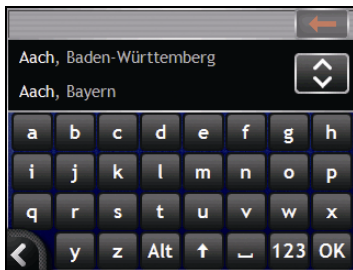 Aach, Baden-Württemberg
Aach, Bayern
a b c d e f g h
i j k l m n o p
q r s t u v w x
y z Alt 123 OK